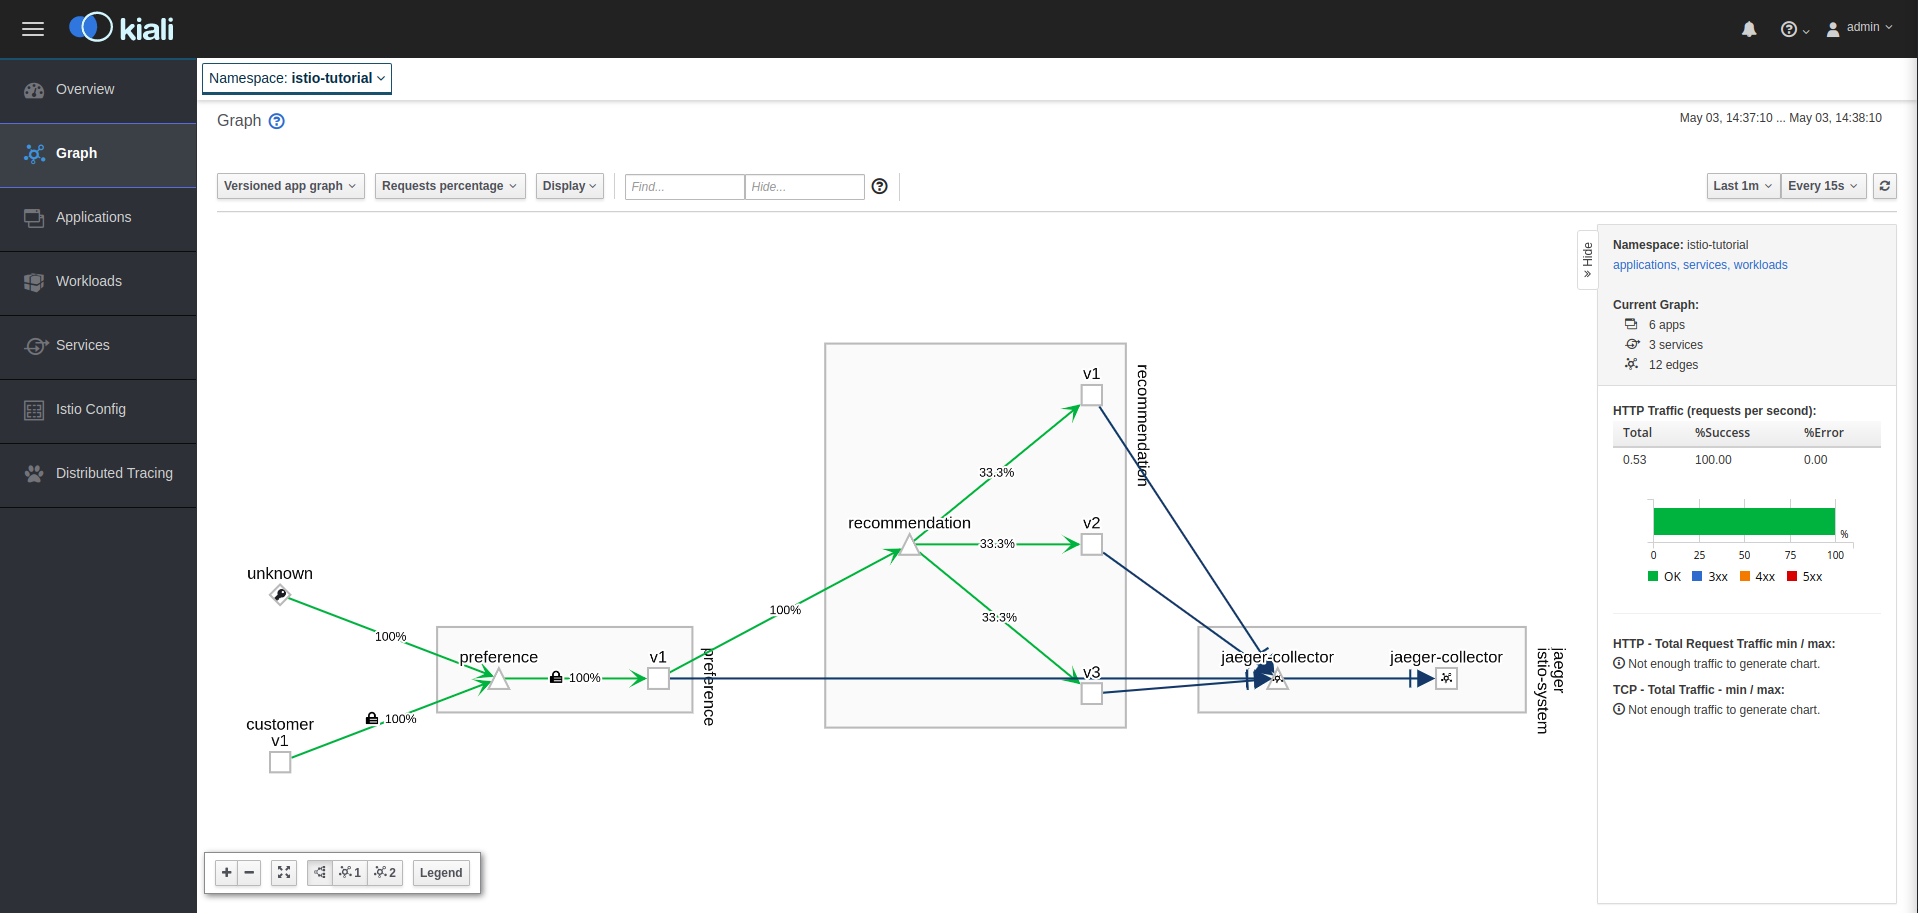 kiali
admin
Namespace: istio-tutorial
Overview
Graph
Applications
Workloads
Services
Istio Config
Distributed Tracing
Graph
May 03, 14:37:10 ... May 03, 14:38:10
Versioned app graph
Requests percentage
Display
Find...
Hide...
Last 1m
Every 15s
Hide »
Namespace: istio-tutorial
applications, services, workloads
Current Graph:
6 apps
3 services
12 edges
HTTP Traffic (requests per second):
Total %Success %Error
0.53 100.00 0.00
%
0 25 50 75 100
OK 3xx 4xx 5xx
HTTP - Total Request Traffic min / max:
Not enough traffic to generate chart.
TCP - Total Traffic - min / max:
Not enough traffic to generate chart.
v1
recommendation
33.3%
recommendation
v2
33.3%
33.3%
v3
unknown
100%
customer
v1
100%
preference
100%
v1
preference
100%
jaeger-collector
jaeger-collector
jaeger
istio-system
1
2
Legend